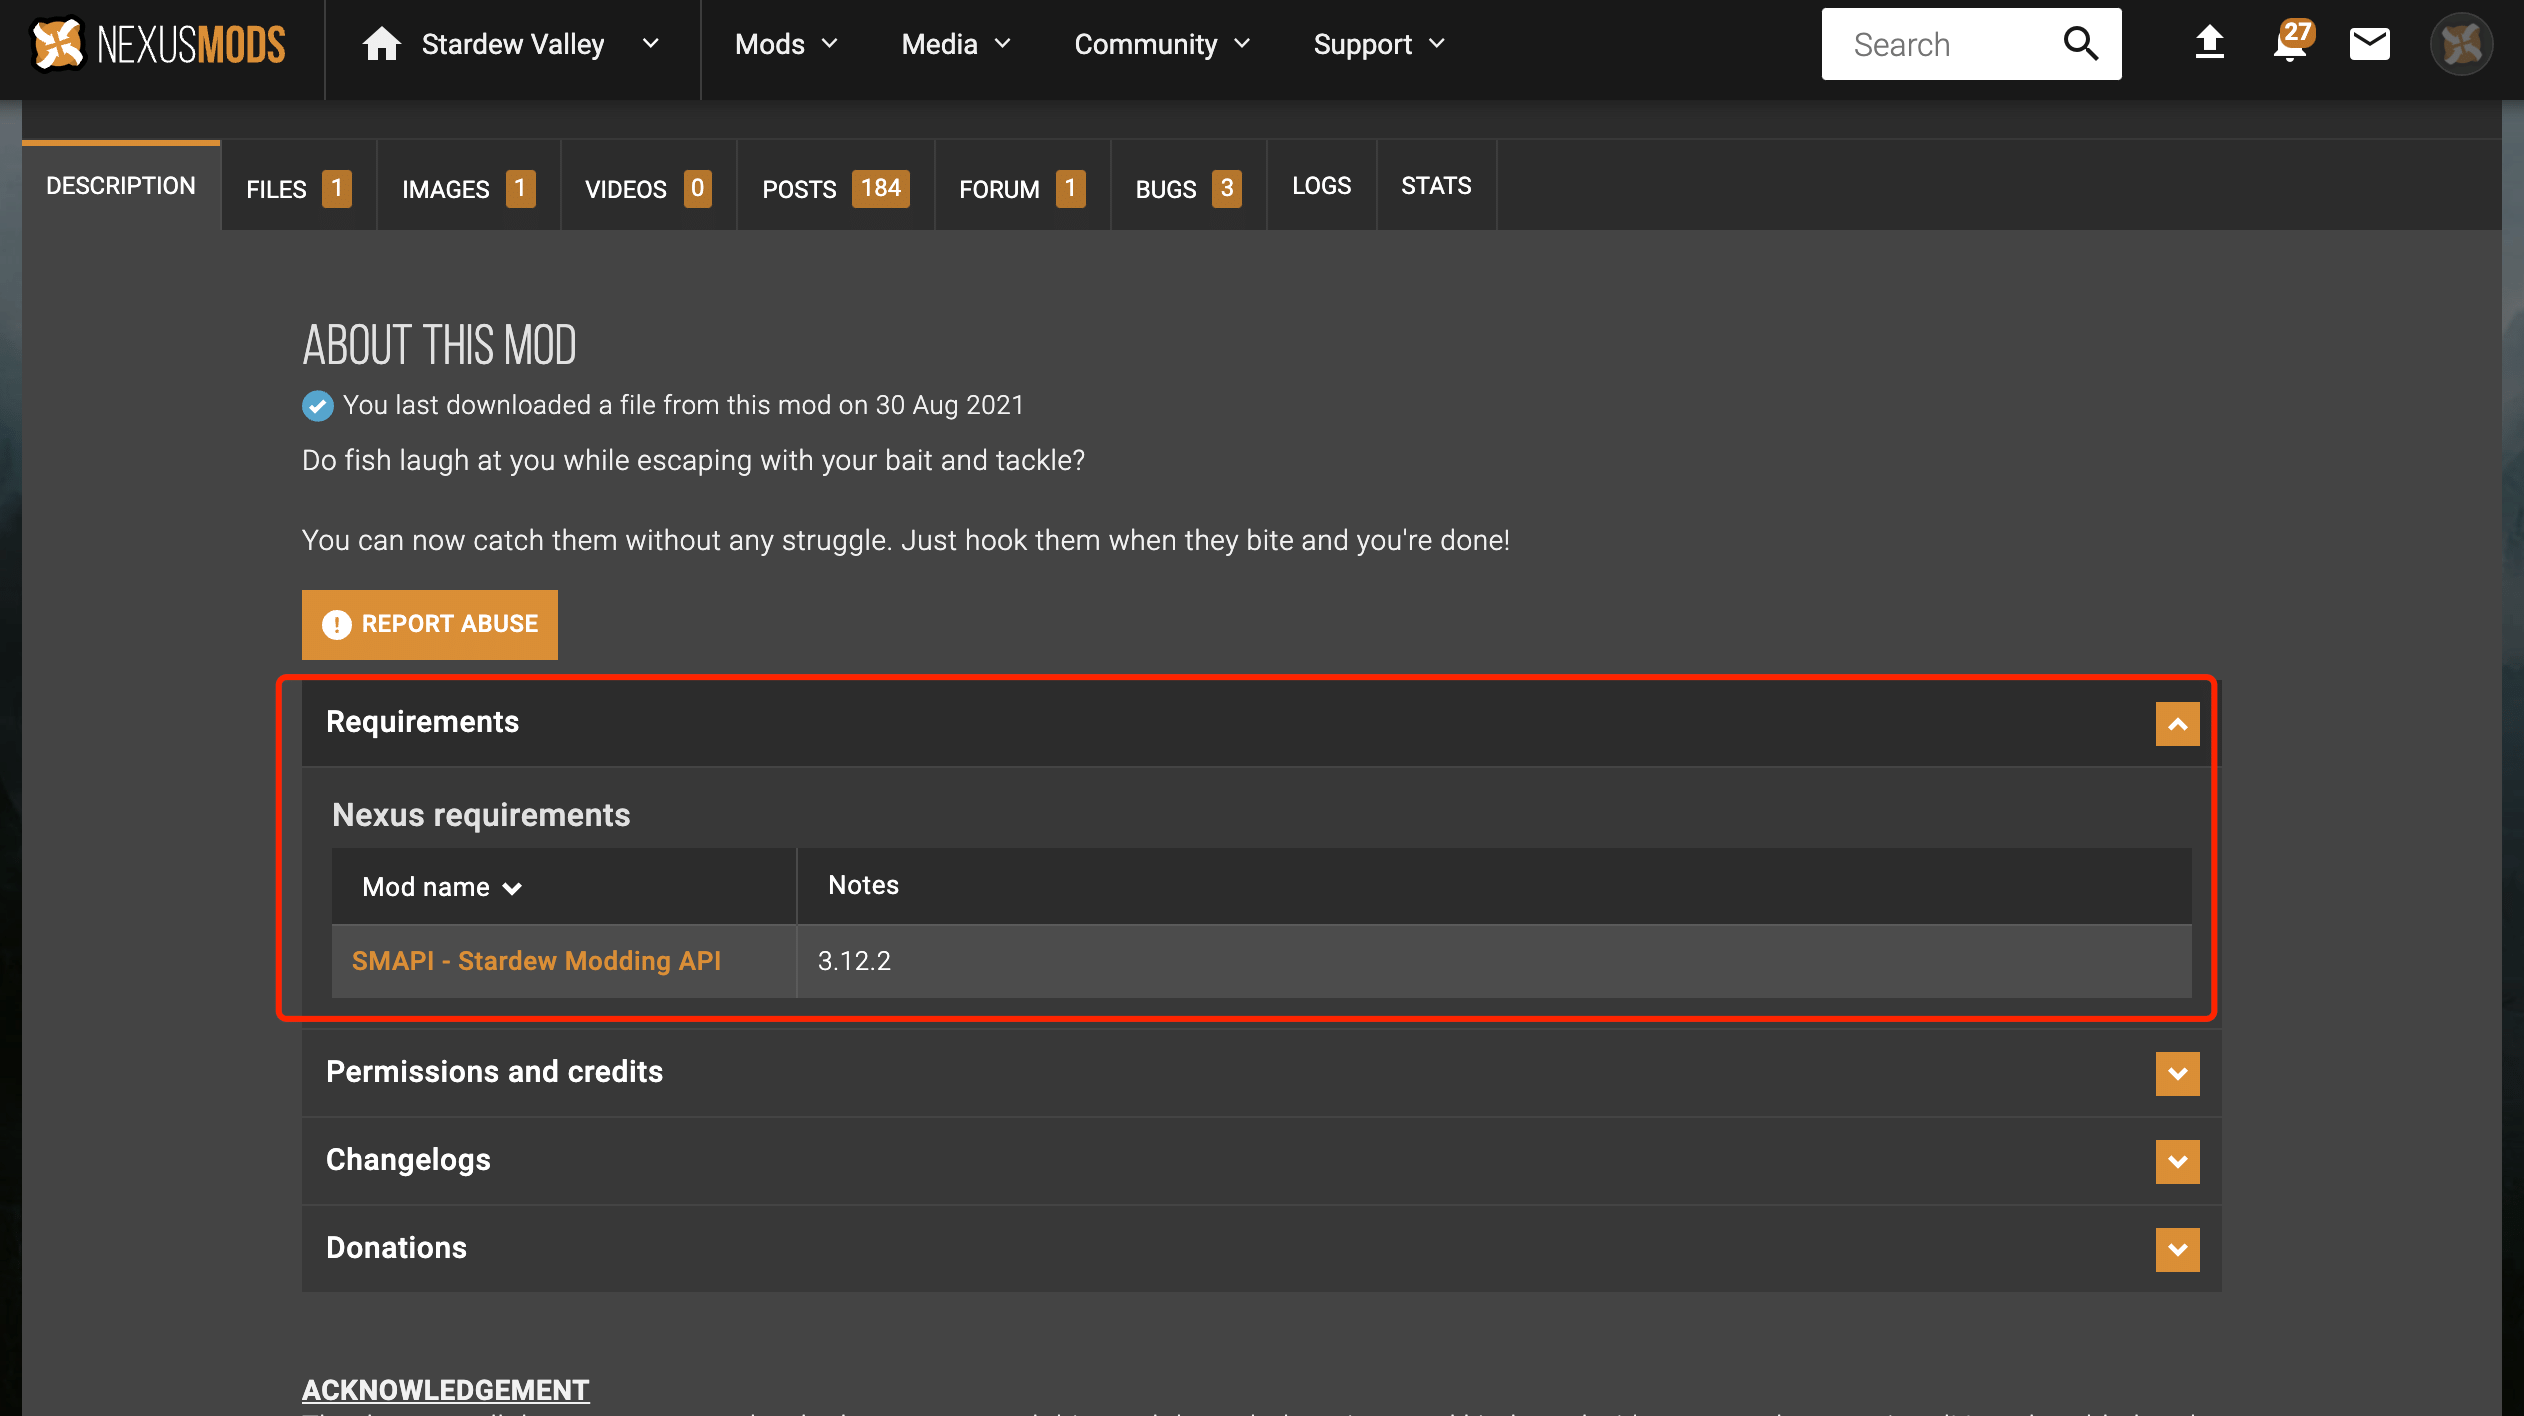 NEXUSMODS Stardew Valley Mods Media Community Support Search 27
DESCRIPTION FILES 1 IMAGES 1 VIDEOS 0 POSTS 184 FORUM 1 BUGS 3 LOGS STATS
ABOUT THIS MOD
You last downloaded a file from this mod on 30 Aug 2021
Do fish laugh at you while escaping with your bait and tackle?
You can now catch them without any struggle. Just hook them when they bite and you're done!
REPORT ABUSE
Requirements
Nexus requirements
Mod name Notes
SMAPI - Stardew Modding API 3.12.2
Permissions and credits
Changelogs
Donations
ACKNOWLEDGEMENT